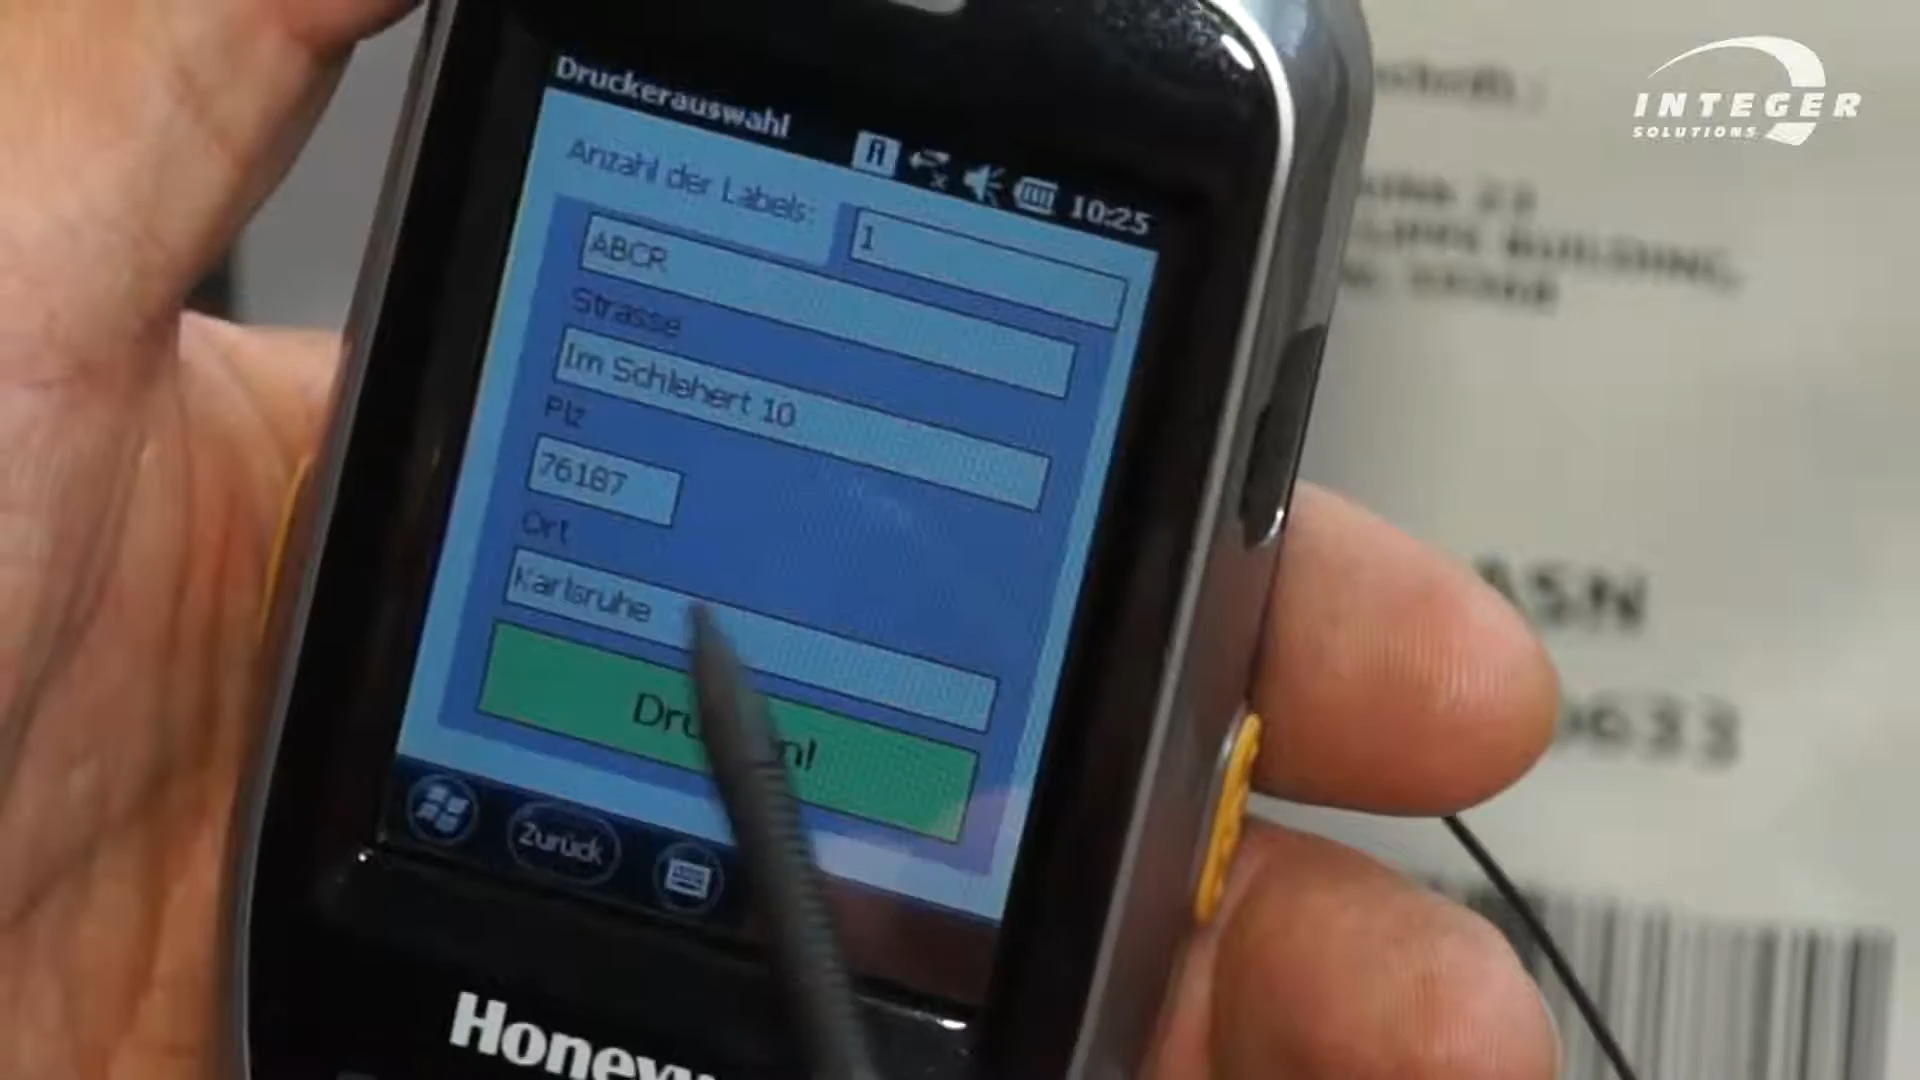 Druckerauswahl
10:25
Anzahl der Labels:
1
ABCR
Strasse
Im Schlehert 10
Plz
76187
Ort
Karlsruhe
Zurück
INTEGER
SOLUTIONS
ASN